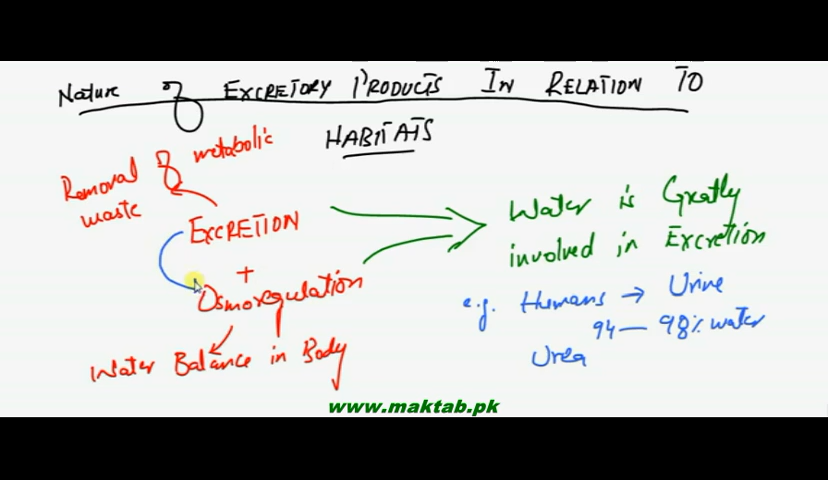 Nature of EXCRETORY PRODUCTS IN RELATION TO
HABITATS
Removal of metabolic
waste
EXCRETION
+
Osmoregulation
Water Balance in Body
Water is Greatly
involved in Excretion
e.g. Humans → Urine
94 — 98% water
Urea
www.maktab.pk